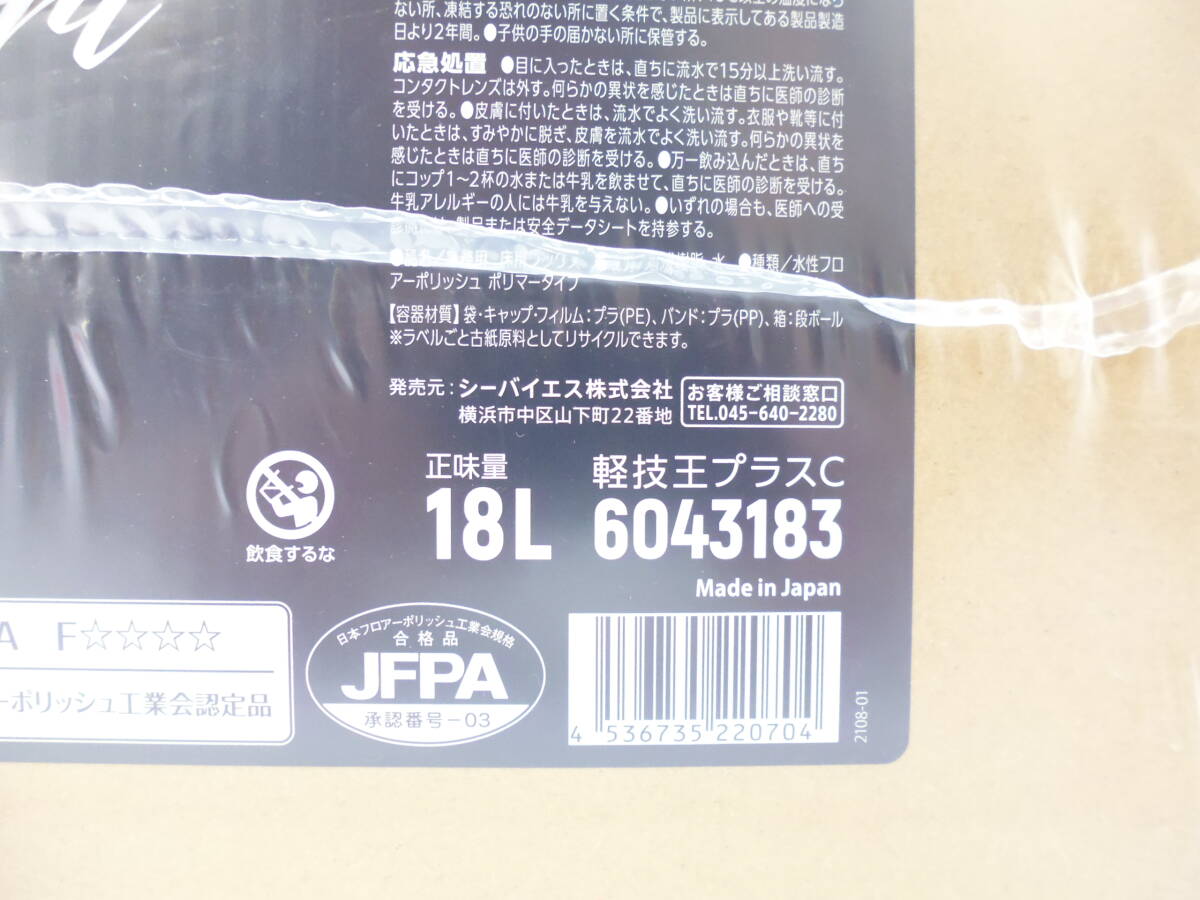 ない所、凍結する恐れのない所に置く条件で、製品に表示してある製品製造
日より2年間。●子供の手の届かない所に保管する。
応急処置 ●目に入ったときは、直ちに流水で15分以上洗い流す。
コンタクトレンズは外す。何らかの異状を感じたときは直ちに医師の診断
を受ける。●皮膚に付いたときは、流水でよく洗い流す。衣服や靴等に付
いたときは、すみやかに脱ぎ、皮膚を流水でよく洗い流す。何らかの異状を
感じたときは直ちに医師の診断を受ける。●万一飲み込んだときは、直ち
にコップ1〜2杯の水または牛乳を飲ませて、直ちに医師の診断を受ける。
牛乳アレルギーの人には牛乳を与えない。●いずれの場合も、医師への受
製品または安全データシートを持参する。
水 ●種類/水性フロ
アーポリッシュ ポリマータイプ
【容器材質】袋・キャップ・フィルム:プラ(PE)、バンド:プラ(PP)、箱:段ボール
※ラベルごと古紙原料としてリサイクルできます。
発売元:シーバイエス株式会社
横浜市中区山下町22番地
お客様ご相談窓口
TEL.045-640-2280
飲食するな
正味量
18L
軽技王プラスC
6043183
Made in Japan
A F☆☆☆☆
ーポリッシュ工業会認定品
日本フロアーポリッシュ工業会規格
合格品
JFPA
承認番号-03
4 536735 220704
2108-01